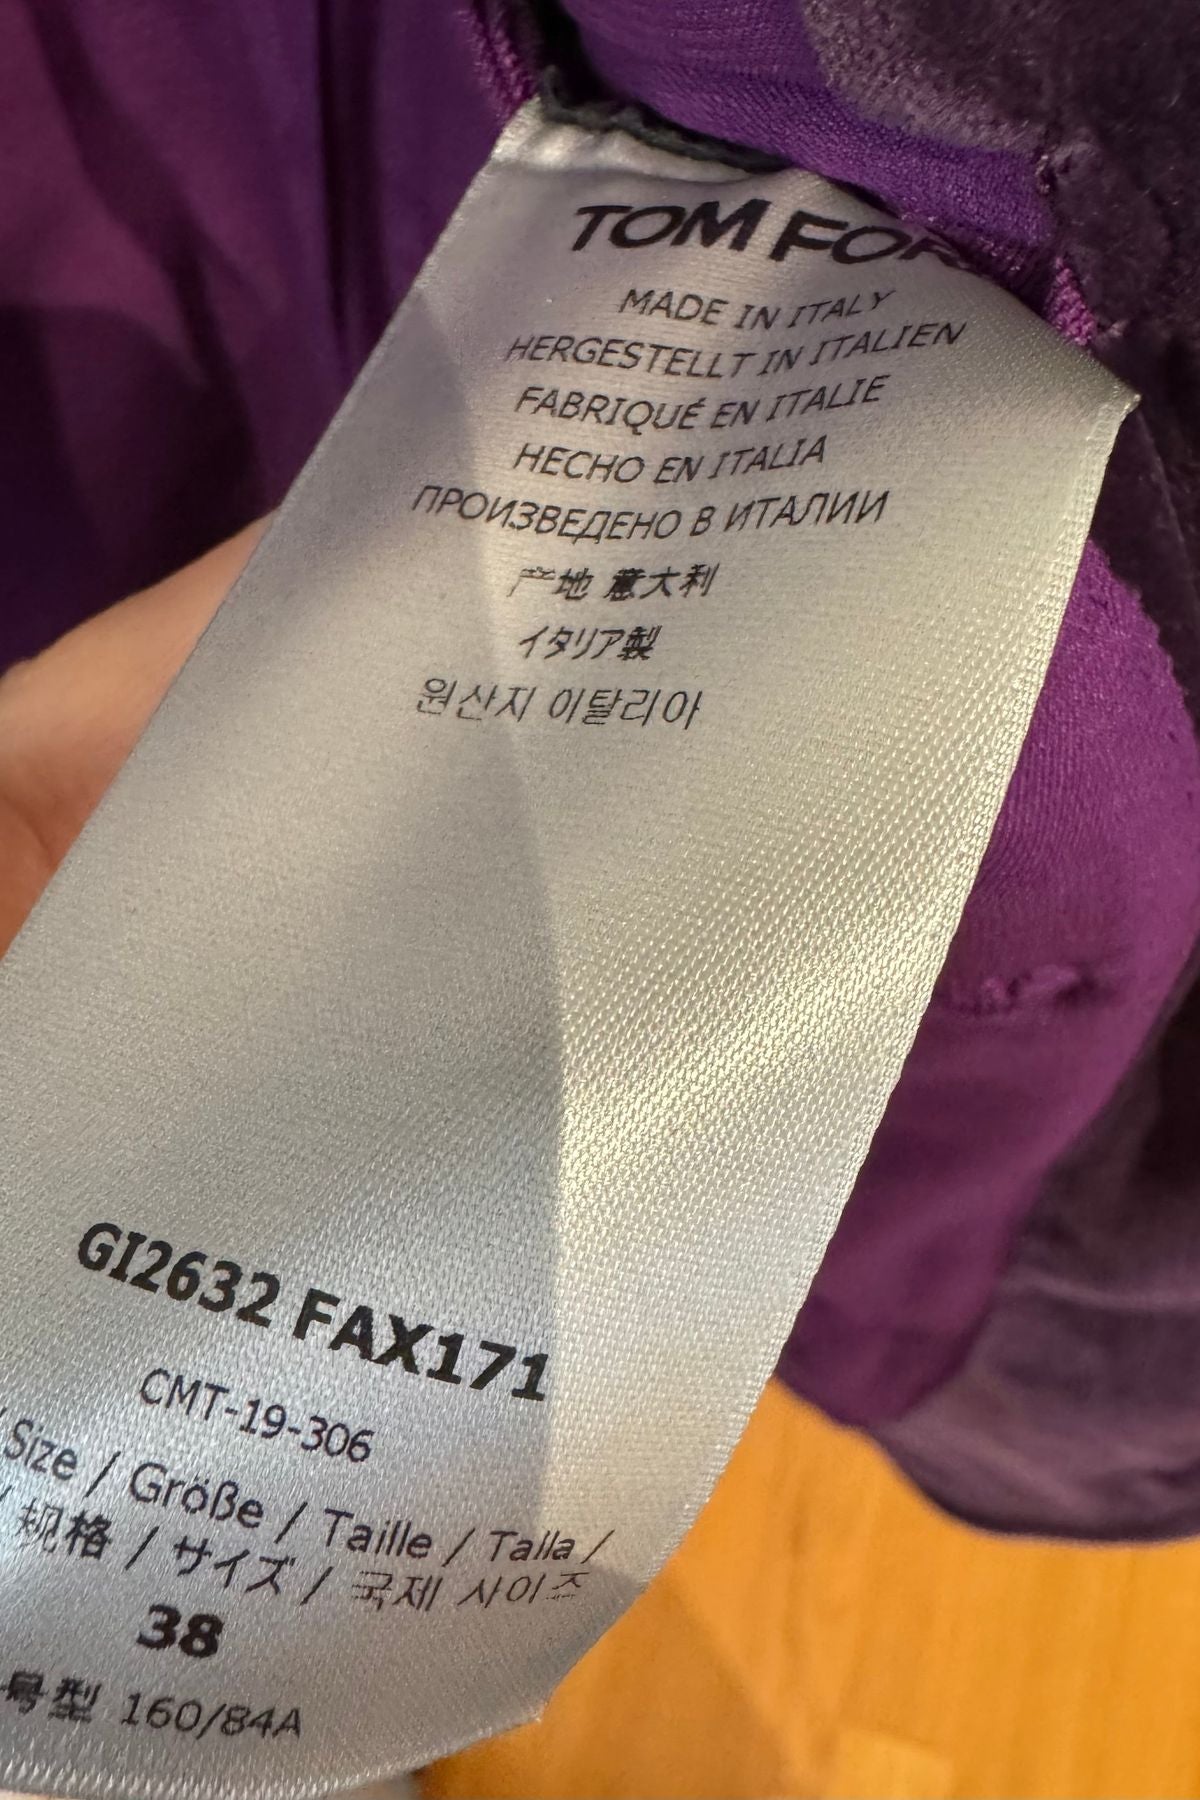 TOM FOR
MADE IN ITALY
HERGESTELLT IN ITALIEN
FABRIQUÉ EN ITALIE
HECHO EN ITALIA
ПРОИЗВЕДЕНО В ИТАЛИИ
产地 意大利
イタリア製
원산지 이탈리아
GI2632 FAX171
CMT-19-306
/ Size / Größe / Taille / Talla /
/ 规格 / サイズ / 국제 사이즈
38
号型 160/84A